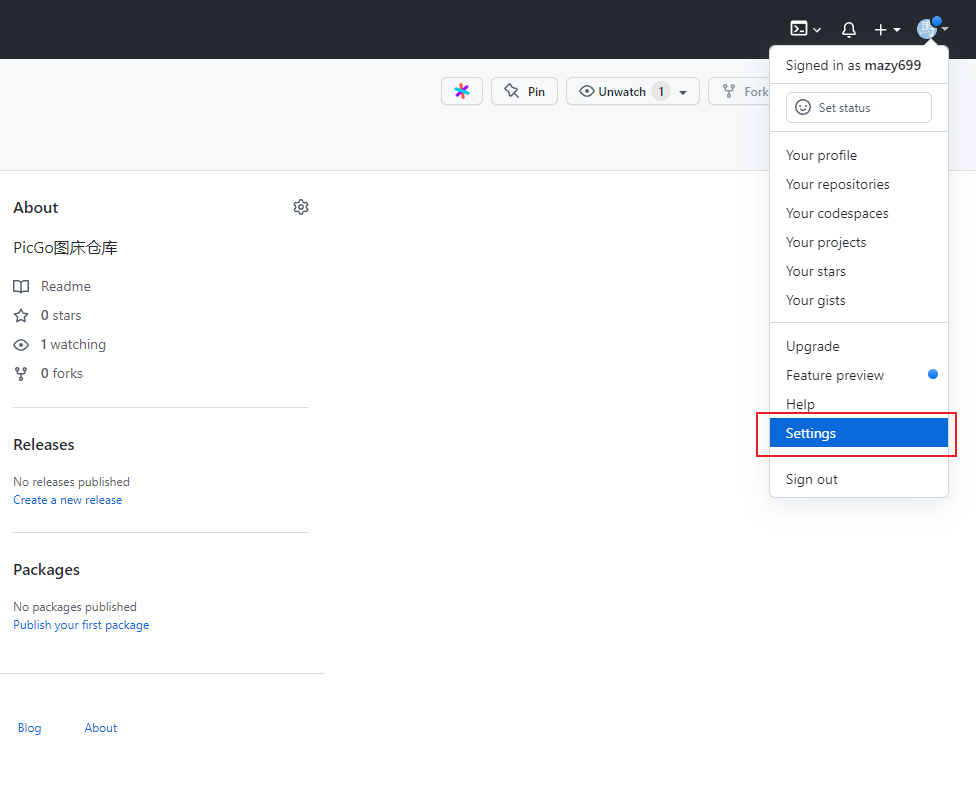 Signed in as mazy699
Pin
Unwatch 1
Fork
Set status
Your profile
Your repositories
Your codespaces
Your projects
Your stars
Your gists
Upgrade
Feature preview
Help
Settings
Sign out
About
PicGo图床仓库
Readme
0 stars
1 watching
0 forks
Releases
No releases published
Create a new release
Packages
No packages published
Publish your first package
Blog About